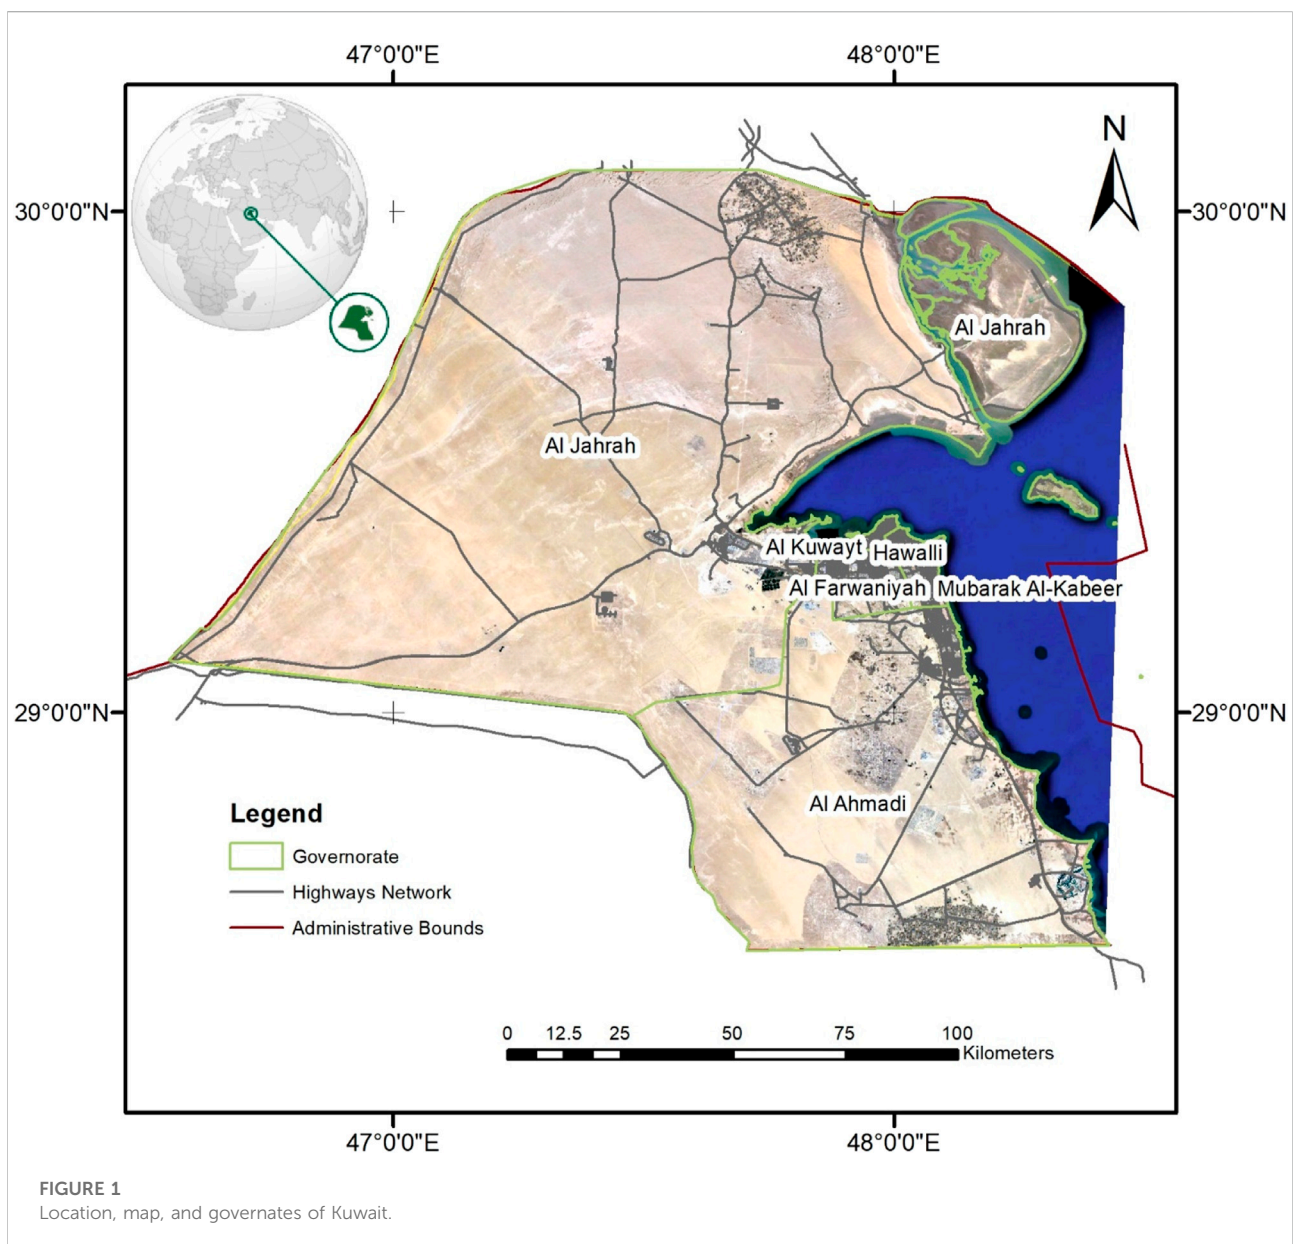 47°0'0"E 48°0'0"E
N
30°0'0"N 30°0'0"N
Al Jahrah
Al Jahrah
Al Kuwayt Hawalli
Al Farwaniyah Mubarak Al-Kabeer
29°0'0"N 29°0'0"N
Al Ahmadi
Legend
Governorate
Highways Network
Administrative Bounds
0 12.5 25 50 75 100
Kilometers
47°0'0"E 48°0'0"E
FIGURE 1
Location, map, and governates of Kuwait.